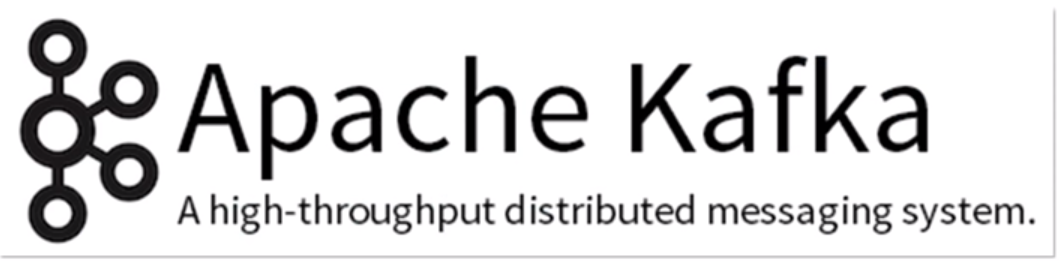 Apache Kafka
A high-throughput distributed messaging system.